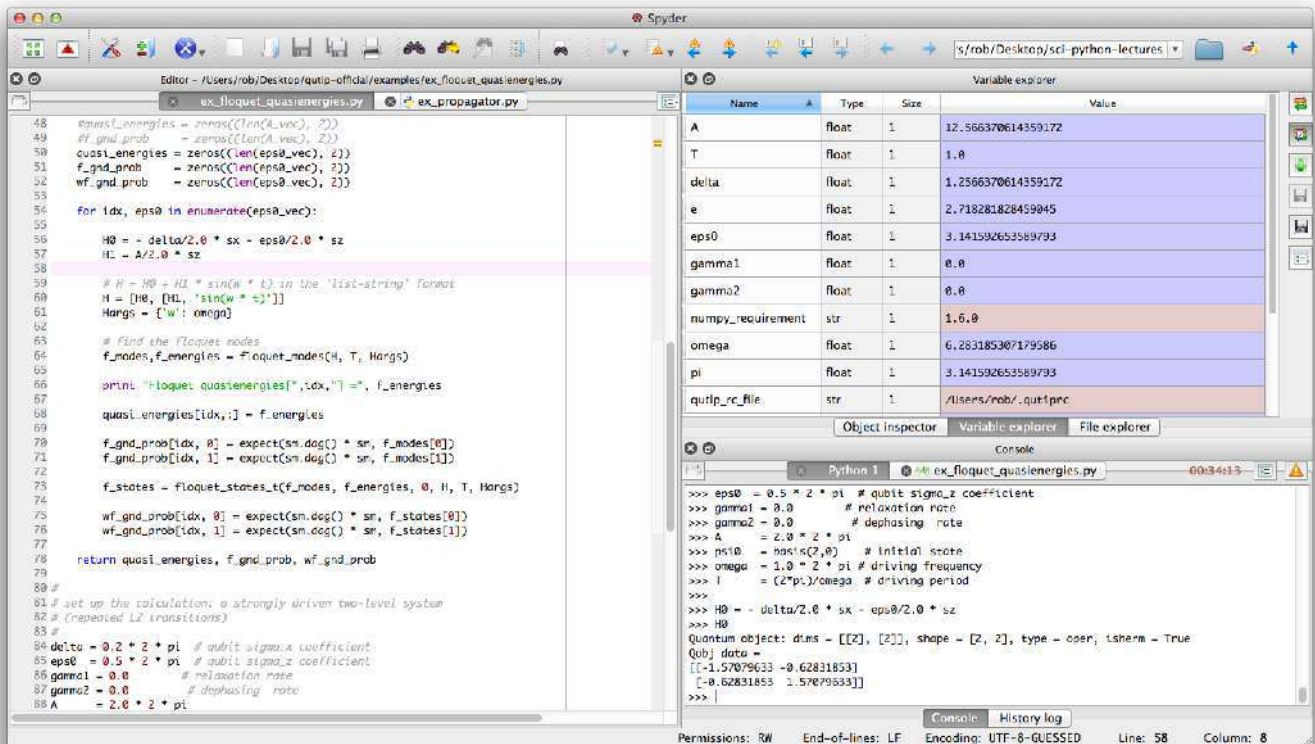 Spyder
s/rob/Desktop/sci-python-lectures
Editor - /Users/rob/Desktop/qutip-official/examples/ex_floquet_quasienergies.py
ex_floquet_quasienergies.py
ex_propagator.py
48 #quasi_energies = zeros((len(A_vec), 2))
49 #f_gnd_prob = zeros((len(A_vec), 2))
50 quasi_energies = zeros((len(eps0_vec), 2))
51 f_gnd_prob = zeros((len(eps0_vec), 2))
52 wf_gnd_prob = zeros((len(eps0_vec), 2))
53
54 for idx, eps0 in enumerate(eps0_vec):
55
56 H0 = - delta/2.0 * sx - eps0/2.0 * sz
57 H1 = A/2.0 * sz
58
59 # H = H0 + H1 * sin(w * t) in the 'list-string' format
60 H = [H0, [H1, 'sin(w * t)']]
61 Hargs = {'w': omega}
62
63 # find the floquet modes
64 f_modes,f_energies = floquet_modes(H, T, Hargs)
65
66 print "Floquet quasienergies[",idx,"] =", f_energies
67
68 quasi_energies[idx,:] = f_energies
69
70 f_gnd_prob[idx, 0] = expect(sm.dag() * sm, f_modes[0])
71 f_gnd_prob[idx, 1] = expect(sm.dag() * sm, f_modes[1])
72
73 f_states = floquet_states_t(f_modes, f_energies, 0, H, T, Hargs)
74
75 wf_gnd_prob[idx, 0] = expect(sm.dag() * sm, f_states[0])
76 wf_gnd_prob[idx, 1] = expect(sm.dag() * sm, f_states[1])
77
78 return quasi_energies, f_gnd_prob, wf_gnd_prob
79
80 #
81 # set up the calculation: a strongly driven two-level system
82 # (repeated LZ transitions)
83 #
84 delta = 0.2 * 2 * pi # qubit sigma_x coefficient
85 eps0 = 0.5 * 2 * pi # qubit sigma_z coefficient
86 gamma1 = 0.0 # relaxation rate
87 gamma2 = 0.0 # dephasing rate
88 A = 2.0 * 2 * pi
Variable explorer
Name Type Size Value
A float 1 12.566370614359172
T float 1 1.0
delta float 1 1.2566370614359172
e float 1 2.718281828459045
eps0 float 1 3.141592653589793
gamma1 float 1 0.0
gamma2 float 1 0.0
numpy_requirement str 1 1.6.0
omega float 1 6.283185307179586
pi float 1 3.141592653589793
qutip_rc_file str 1 /Users/rob/.qutiprc
Object inspector Variable explorer File explorer
Console
Python 1
ex_floquet_quasienergies.py
00:34:13
>>> eps0 = 0.5 * 2 * pi # qubit sigma_z coefficient
>>> gamma1 = 0.0 # relaxation rate
>>> gamma2 = 0.0 # dephasing rate
>>> A = 2.0 * 2 * pi
>>> psi0 = basis(2,0) # initial state
>>> omega = 1.0 * 2 * pi # driving frequency
>>> T = (2*pi)/omega # driving period
>>>
>>> H0 = - delta/2.0 * sx - eps0/2.0 * sz
>>> H0
Quantum object: dims = [[2], [2]], shape = [2, 2], type = oper, isherm = True
Qobj data =
[[-1.57079633 -0.62831853]
[-0.62831853 1.57079633]]
>>>
Console History log
Permissions: RW End-of-lines: LF Encoding: UTF-8-GUESSED Line: 58 Column: 8